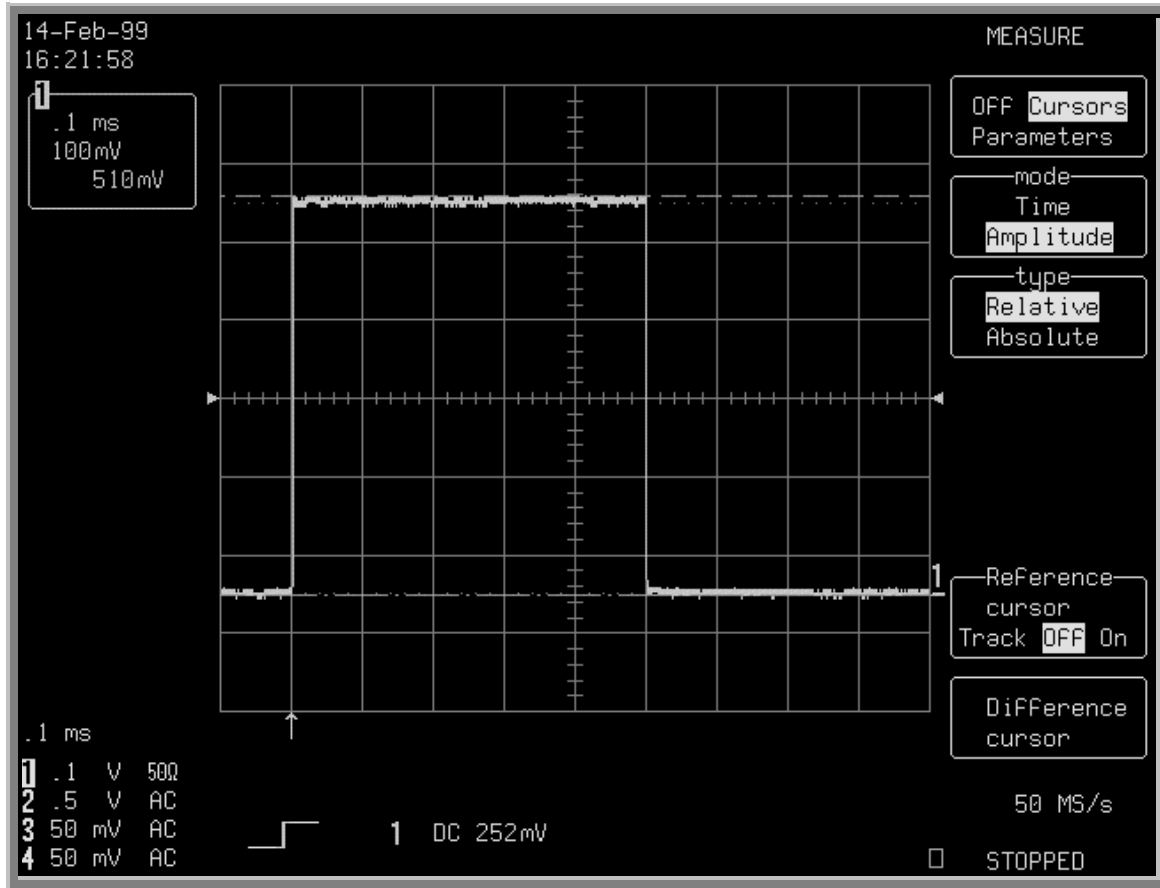 14-Feb-99
16:21:58
1
.1 ms
100mV
510mV
MEASURE
OFF Cursors
Parameters
mode
Time
Amplitude
type
Relative
Absolute
1
Reference
cursor
Track OFF On
Difference
cursor
.1 ms
1 .1 V 50Ω
2 .5 V AC
3 50 mV AC
4 50 mV AC
1 DC 252mV
50 MS/s
STOPPED